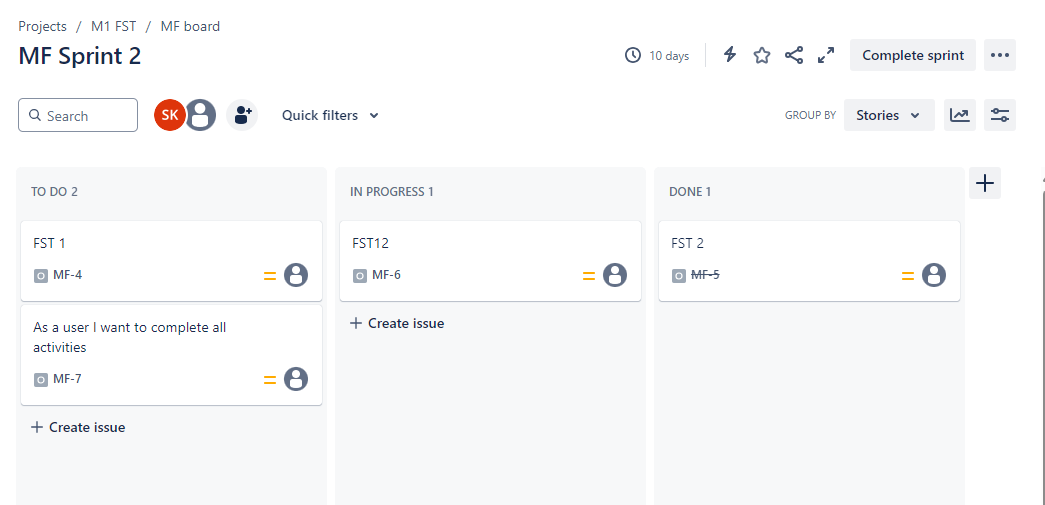 Projects / M1 FST / MF board
MF Sprint 2
10 days
Complete sprint
Search
SK
Quick filters
GROUP BY
Stories
TO DO 2
FST 1
MF-4
As a user I want to complete all
activities
MF-7
+ Create issue
IN PROGRESS 1
FST12
MF-6
+ Create issue
DONE 1
FST 2
MF-5